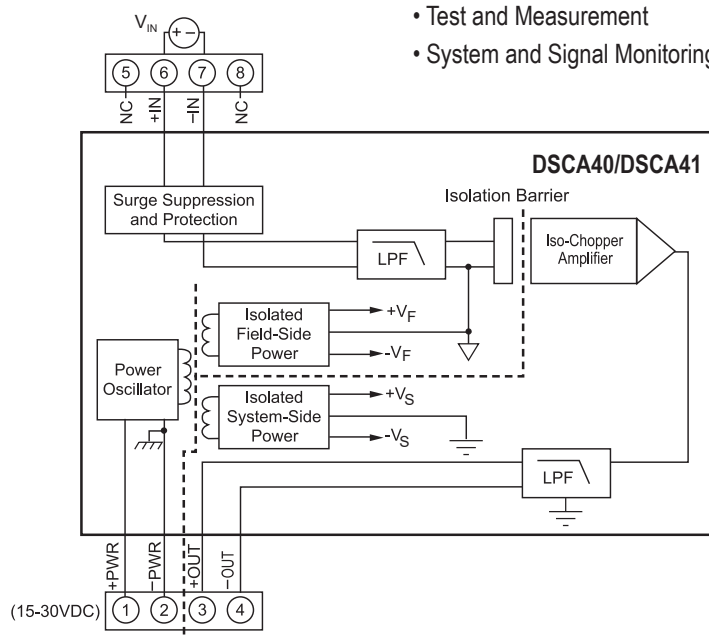 • Test and Measurement
• System and Signal Monitoring
VIN
+ –
5 6 7 8
NC +IN –IN NC
DSCA40/DSCA41
Surge Suppression
and Protection
Isolation Barrier
LPF
Iso-Chopper
Amplifier
Isolated
Field-Side
Power
+VF
-VF
Power
Oscillator
Isolated
System-Side
Power
+VS
-VS
LPF
+PWR –PWR +OUT –OUT
(15-30VDC) 1 2 3 4